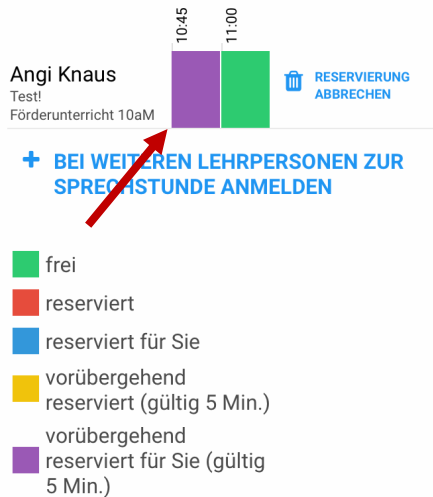 10:45
11:00
Angi Knaus
Test!
Förderunterricht 10aM
RESERVIERUNG
ABBRECHEN
+ BEI WEITEREN LEHRPERSONEN ZUR
SPRECHSTUNDE ANMELDEN
frei
reserviert
reserviert für Sie
vorübergehend
reserviert (gültig 5 Min.)
vorübergehend
reserviert für Sie (gültig
5 Min.)